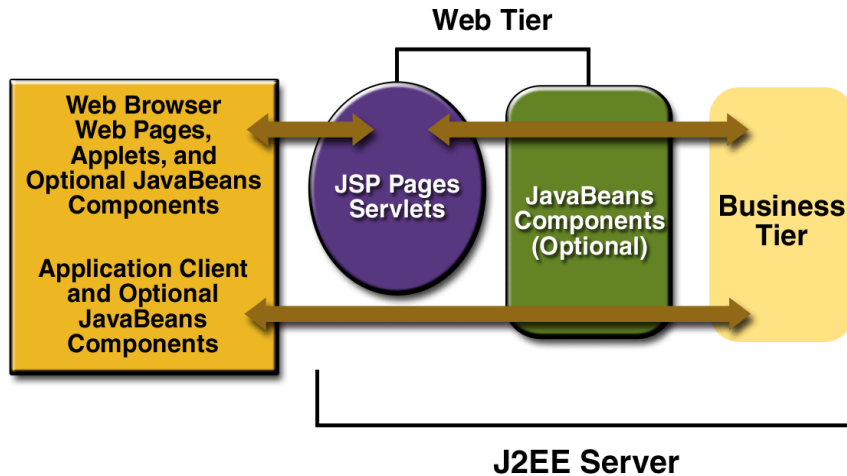 Web Tier
Web Browser
Web Pages,
Applets, and
Optional JavaBeans
Components
Application Client
and Optional
JavaBeans
Components
JSP Pages
Servlets
JavaBeans
Components
(Optional)
Business
Tier
J2EE Server